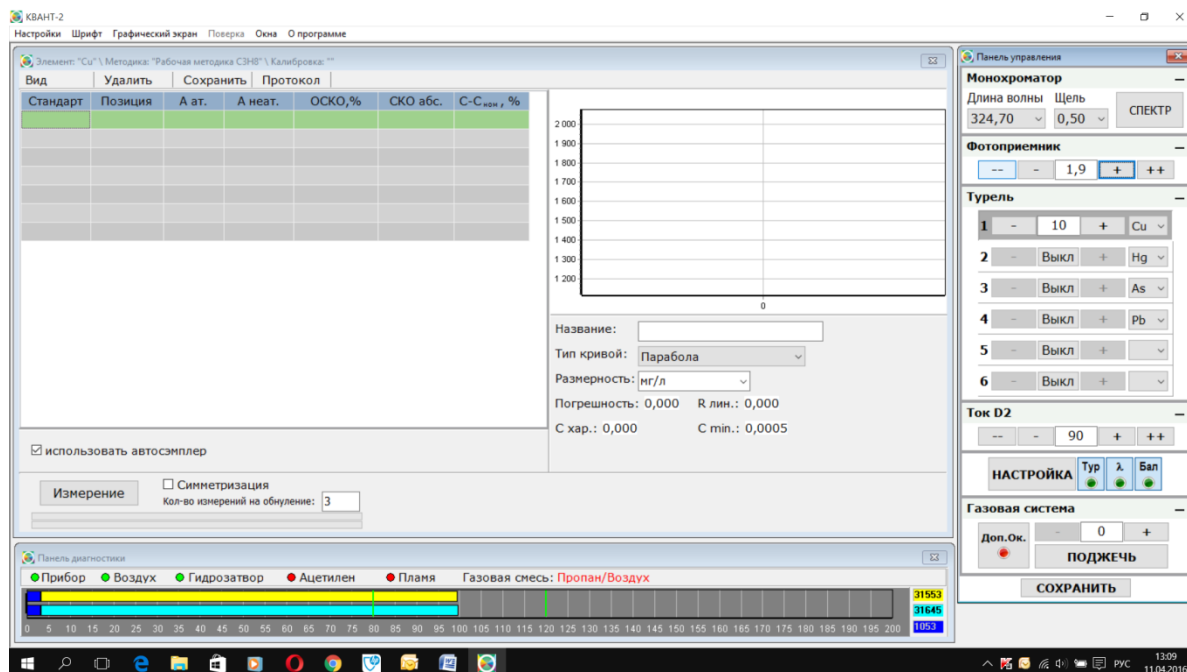 КВАНТ-2
Настройки Шрифт Графический экран Поверка Окна О программе
Элемент: "Cu" \ Методика: "Рабочая методика C3H8" \ Калибровка: ""
Вид Удалить Сохранить Протокол
Стандарт Позиция А ат. А неат. ОСКО,% СКО абс. С-Сном, %
2 000
1 900
1 800
1 700
1 600
1 500
1 400
1 300
1 200
0
Название:
Тип кривой: Парабола
Размерность: мг/л
Погрешность: 0,000 R лин.: 0,000
С хар.: 0,000 C min.: 0,0005
использовать автосэмплер
Измерение
Симметризация
Кол-во измерений на обнуление: 3
Панель управления
Монохроматор
Длина волны Щель
324,70 0,50 СПЕКТР
Фотоприемник
-- - 1,9 + ++
Турель
1 - 10 + Cu
2 - Выкл + Hg
3 - Выкл + As
4 - Выкл + Pb
5 - Выкл +
6 - Выкл +
Ток D2
-- - 90 + ++
НАСТРОЙКА Тур λ Бал
Газовая система
Доп.Ок. - 0 +
ПОДЖЕЧЬ
СОХРАНИТЬ
Панель диагностики
Прибор Воздух Гидрозатвор Ацетилен Пламя Газовая смесь: Пропан/Воздух
31553
31645
1053
0 5 10 15 20 25 30 35 40 45 50 55 60 65 70 75 80 85 90 95 100 105 110 115 120 125 130 135 140 145 150 155 160 165 170 175 180 185 190 195 200
РУС
13:09
11.04.2016